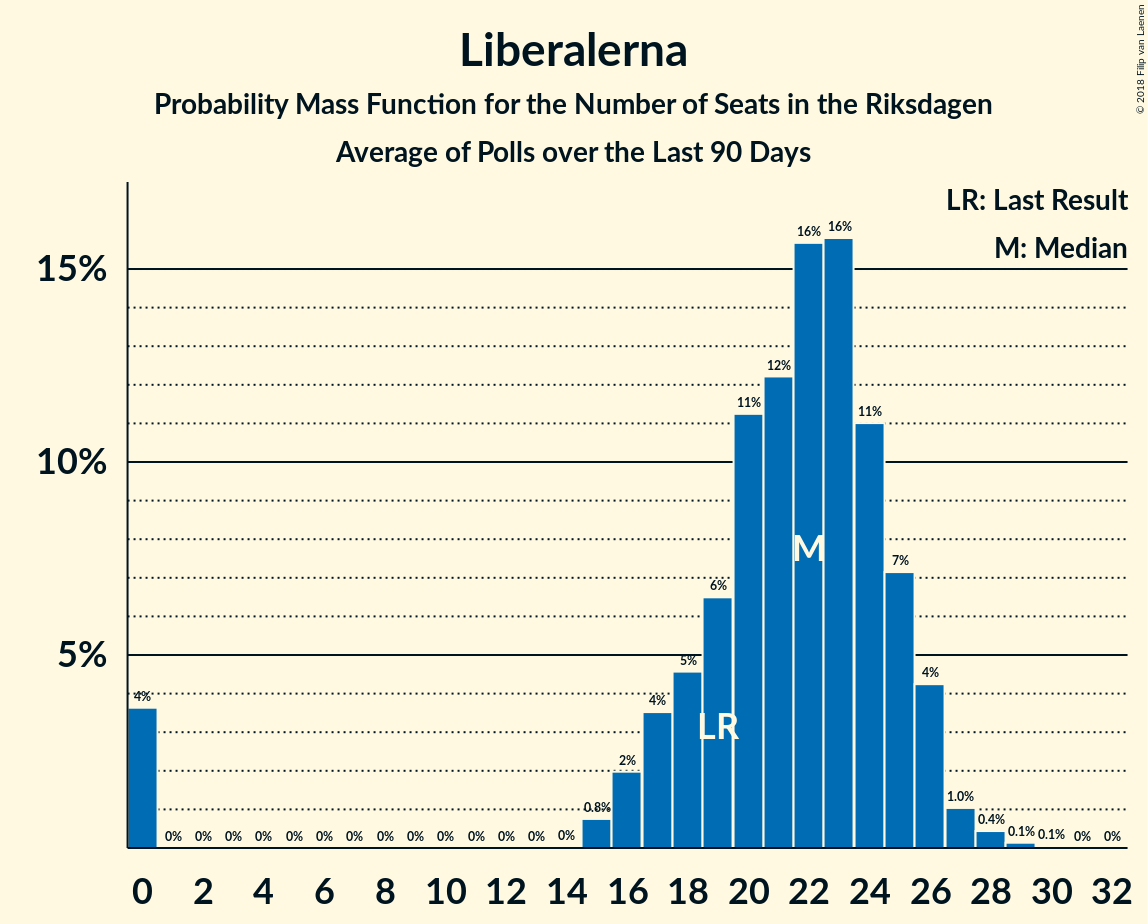 Liberalerna
Probability Mass Function for the Number of Seats in the Riksdagen
Average of Polls over the Last 90 Days
© 2018 Filip van Laenen
LR: Last Result
M: Median
15%
10%
5%
4% 0% 0% 0% 0% 0% 0% 0% 0% 0% 0% 0% 0% 0% 0% 0.8% 2% 4% 5% 6% 11% 12% 16% 16% 11% 7% 4% 1.0% 0.4% 0.1% 0.1% 0% 0%
LR
M
0 2 4 6 8 10 12 14 16 18 20 22 24 26 28 30 32